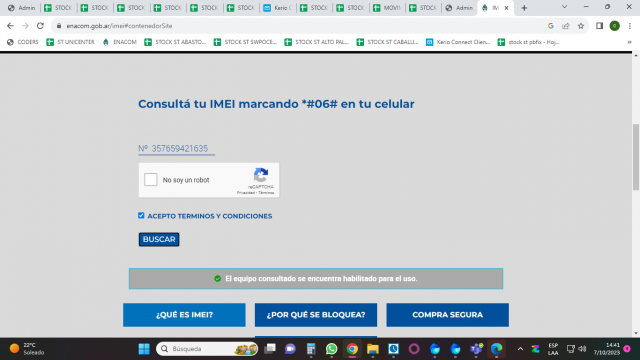 Admin STOCK STOCK STOCK STOCK STOCK STOCK Kerio STOCK STOCK MOVI STOCK STOCK Admin IM
enacom.gob.ar/imei#contenedorSite
CODERS ST UNICENTER ENACOM STOCK ST ABASTO... STOCK ST SWPOCE... STOCK ST ALTO PAL... STOCK ST CABALLI... Kerio Connect Clien... stock st pbfix - Hoj...
Consultá tu IMEI marcando *#06# en tu celular
Nº 357659421635
No soy un robot
reCAPTCHA
Privacidad - Términos
ACEPTO TERMINOS Y CONDICIONES
BUSCAR
El equipo consultado se encuentra habilitado para el uso.
¿QUÉ ES IMEI? ¿POR QUÉ SE BLOQUEA? COMPRA SEGURA
22°C
Soleado
Búsqueda
ESP
LAA
14:41
7/10/2023